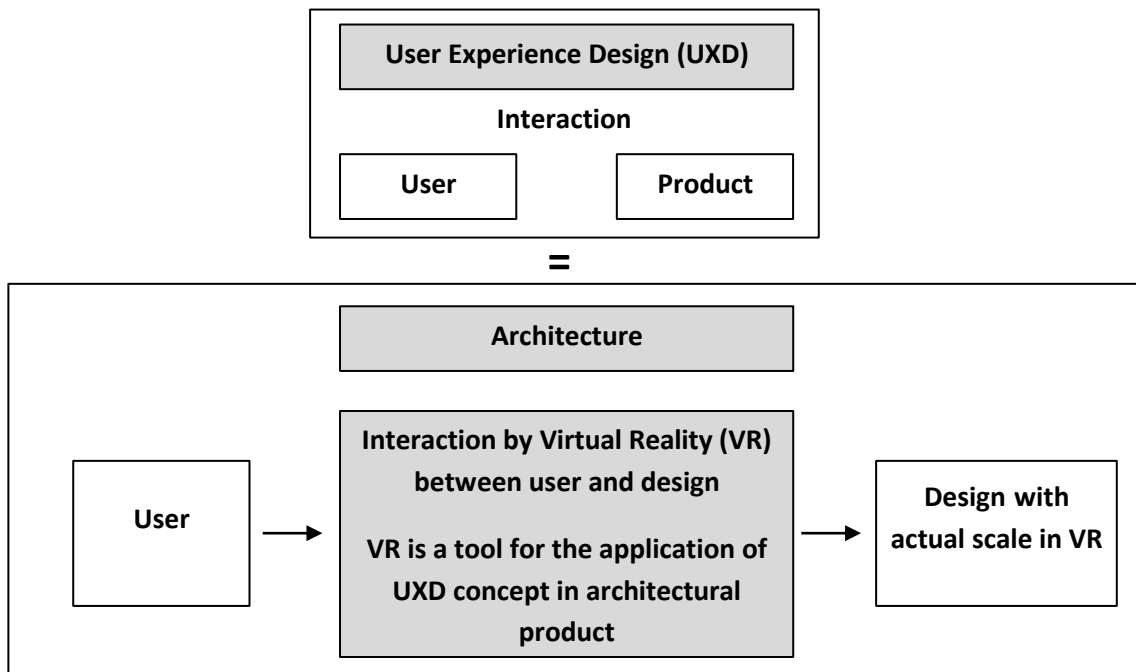 User Experience Design (UXD)
Interaction
User
Product
=
Architecture
User
Interaction by Virtual Reality (VR)
between user and design
VR is a tool for the application of
UXD concept in architectural
product
Design with
actual scale in VR